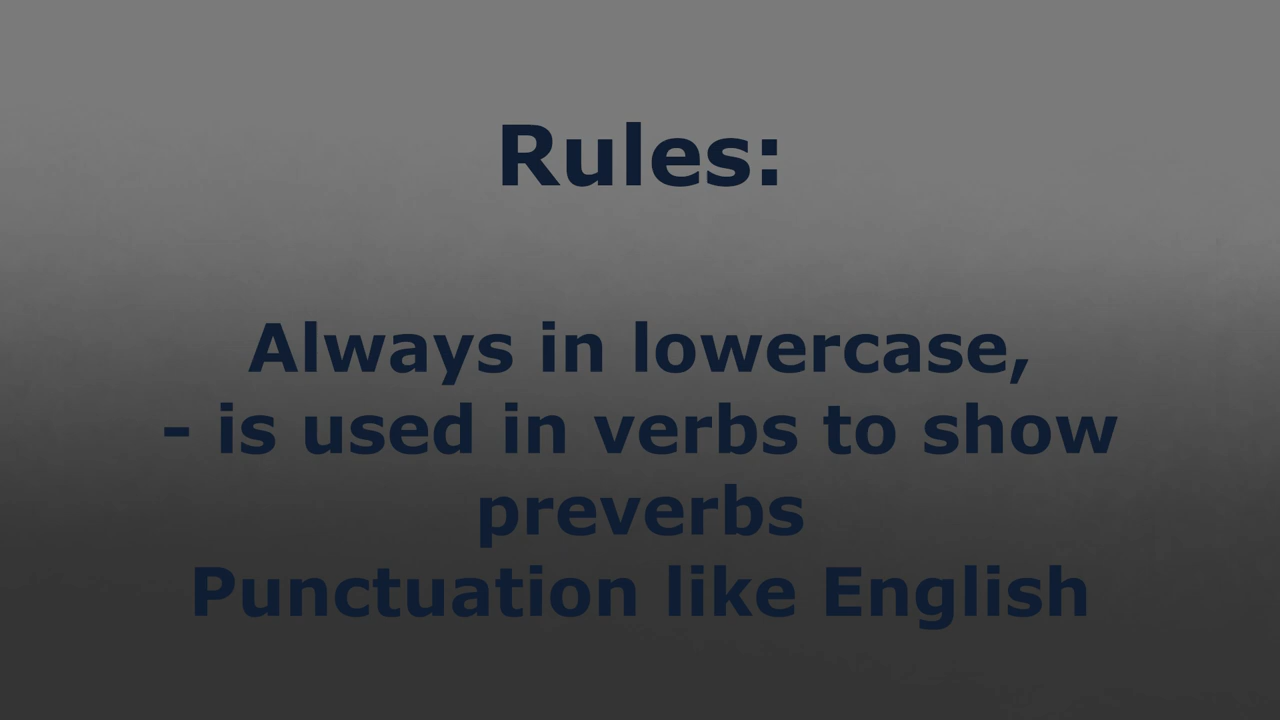 Rules:
Always in lowercase,
- is used in verbs to show
preverbs
Punctuation like English